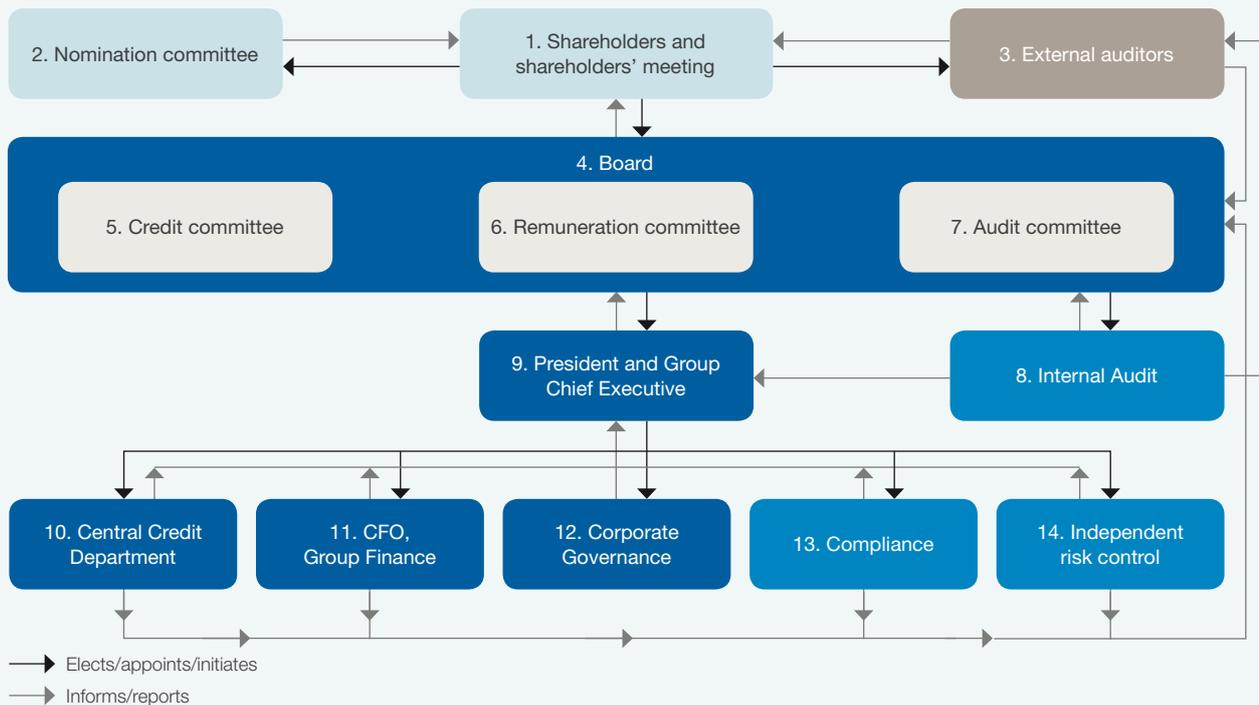 2. Nomination committee
1. Shareholders and
shareholders’ meeting
3. External auditors
4. Board
5. Credit committee
6. Remuneration committee
7. Audit committee
9. President and Group
Chief Executive
8. Internal Audit
10. Central Credit
Department
11. CFO,
Group Finance
12. Corporate
Governance
13. Compliance
14. Independent
risk control
Elects/appoints/initiates
Informs/reports